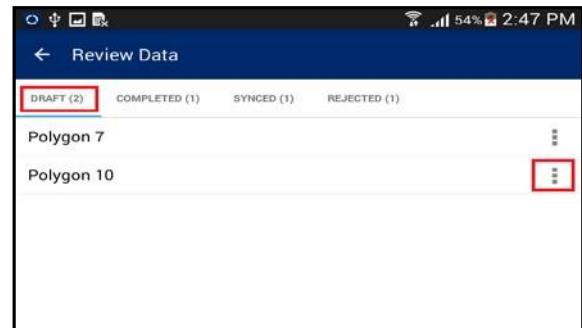 54% 2:47 PM
Review Data
DRAFT (2) COMPLETED (1) SYNCED (1) REJECTED (1)
Polygon 7
Polygon 10